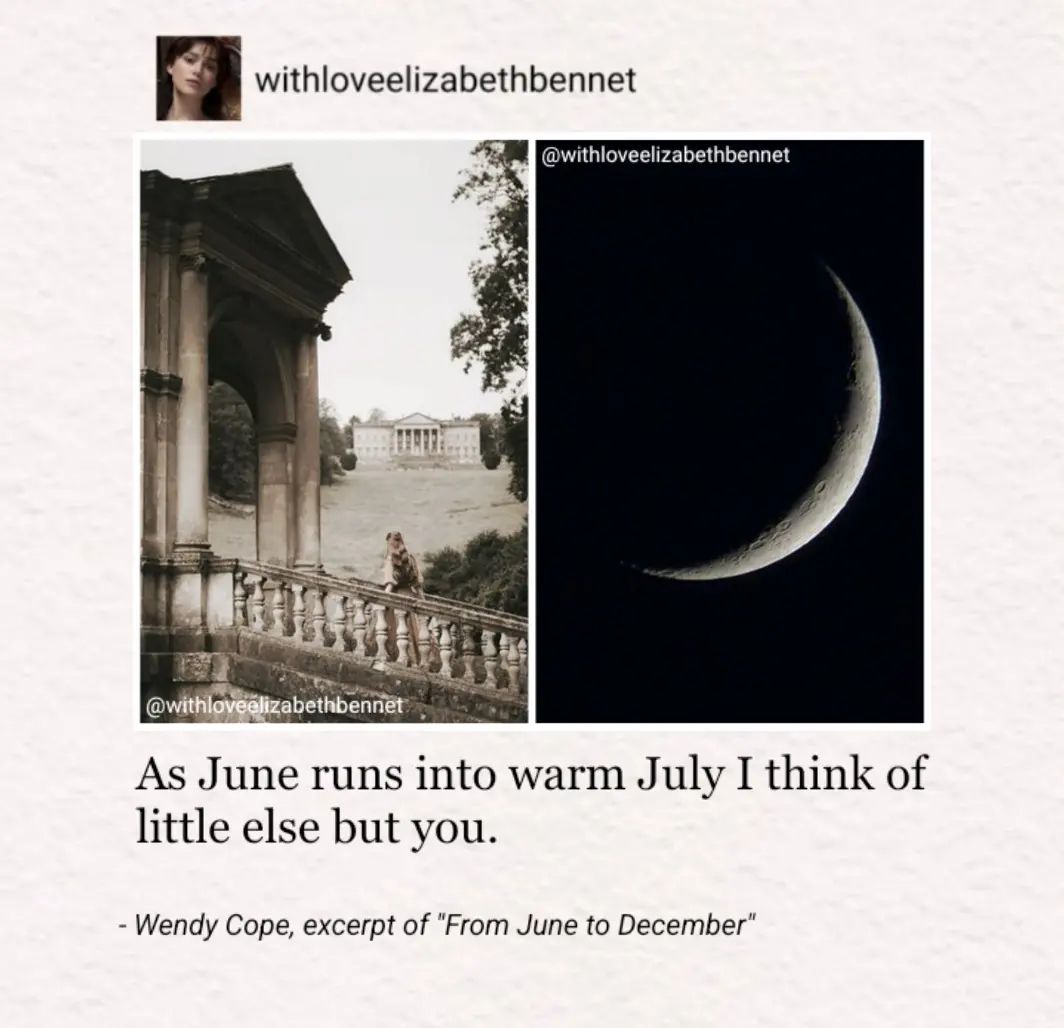 withloveelizabethbennet
@withloveelizabethbennet
@withloveelizabethbennet
As June runs into warm July I think of
little else but you.
- Wendy Cope, excerpt of "From June to December"